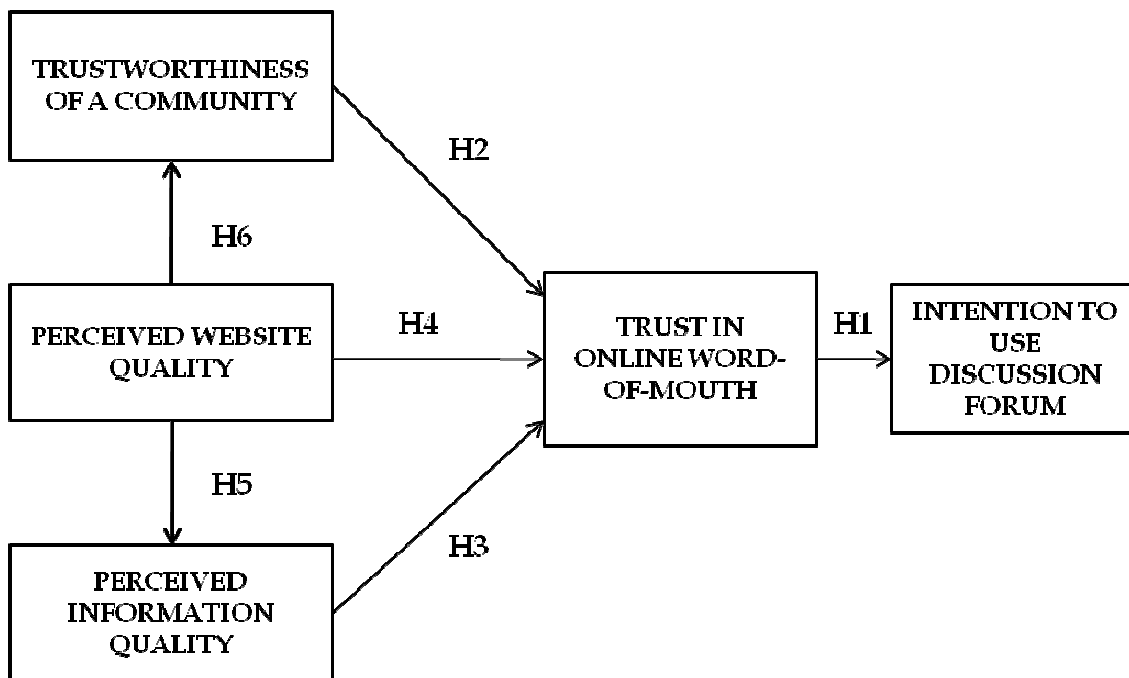 TRUSTWORTHINESS
OF A COMMUNITY
H2
H6
PERCEIVED WEBSITE
QUALITY
H4
TRUST IN
ONLINE WORD-
OF-MOUTH
H1
INTENTION TO
USE
DISCUSSION
FORUM
H5
H3
PERCEIVED
INFORMATION
QUALITY